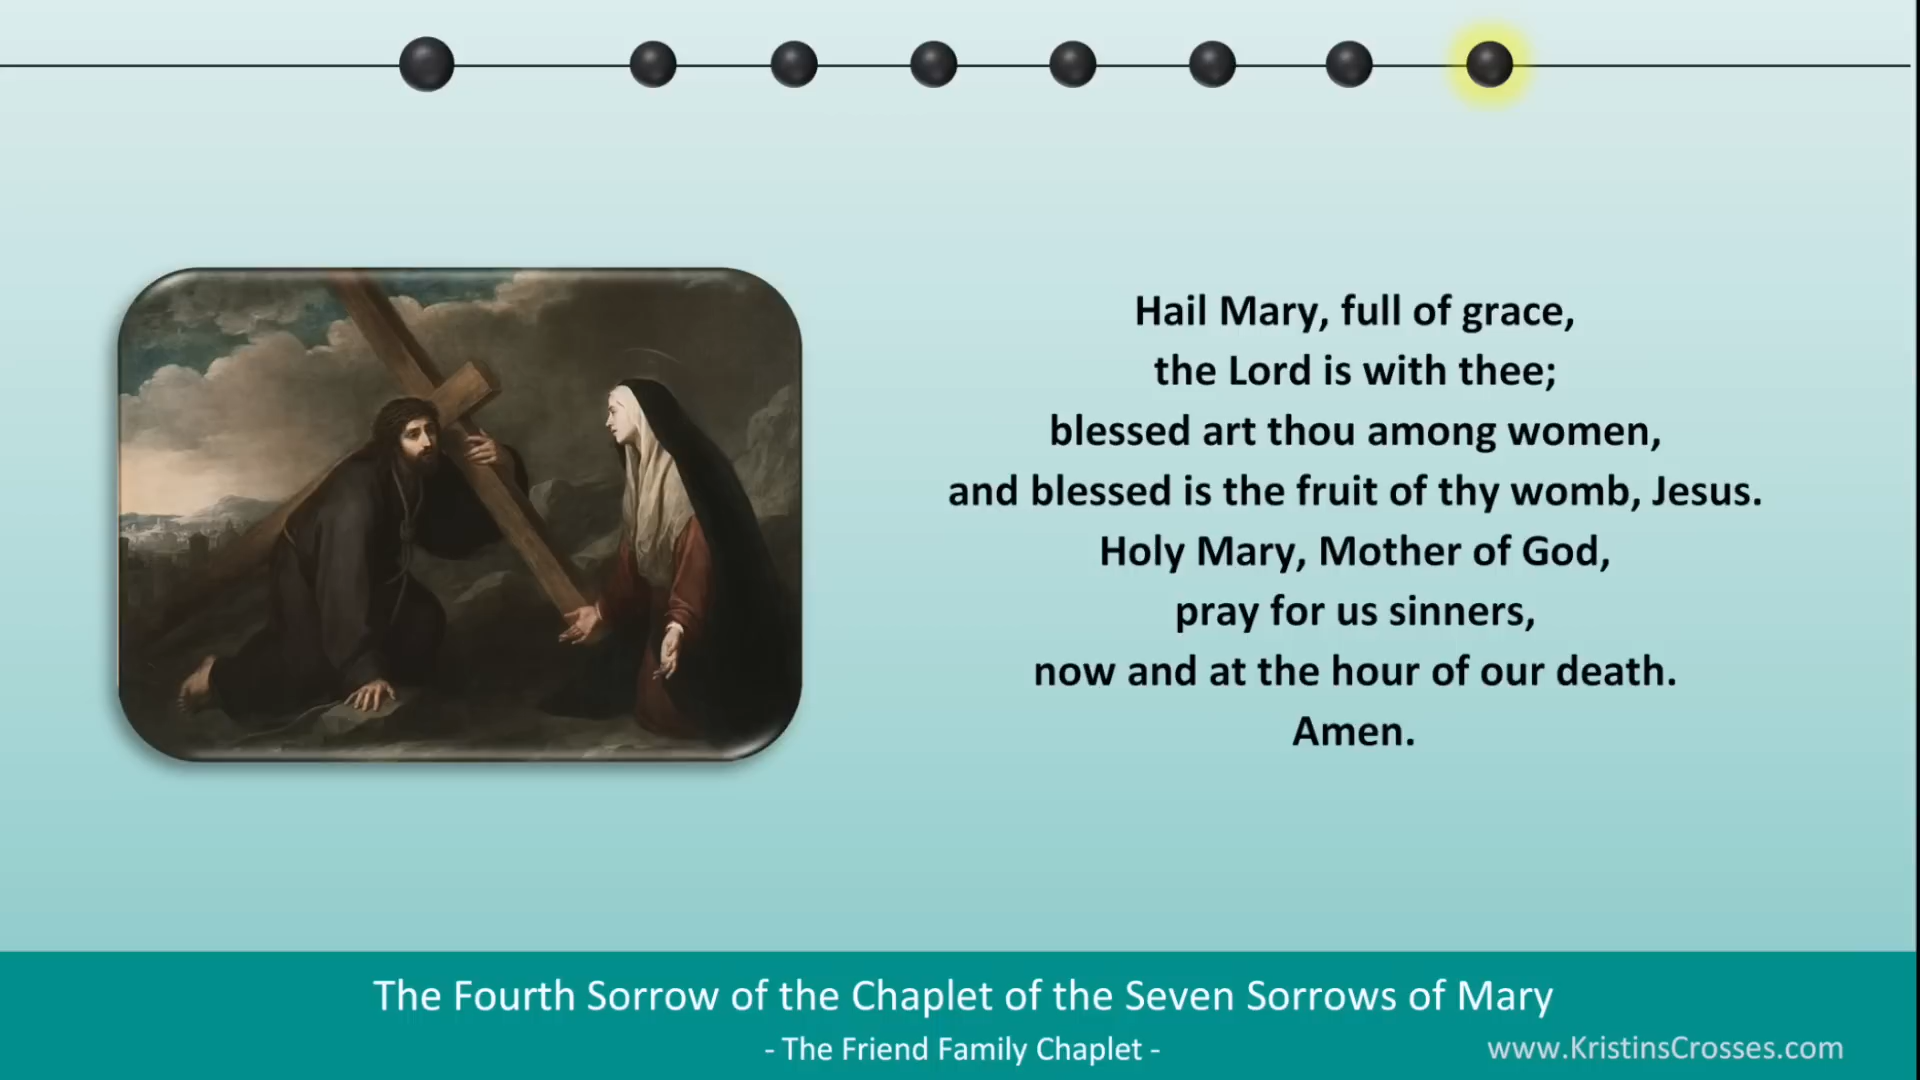 Hail Mary, full of grace,
the Lord is with thee;
blessed art thou among women,
and blessed is the fruit of thy womb, Jesus.
Holy Mary, Mother of God,
pray for us sinners,
now and at the hour of our death.
Amen.
The Fourth Sorrow of the Chaplet of the Seven Sorrows of Mary
- The Friend Family Chaplet -
www.KristinsCrosses.com